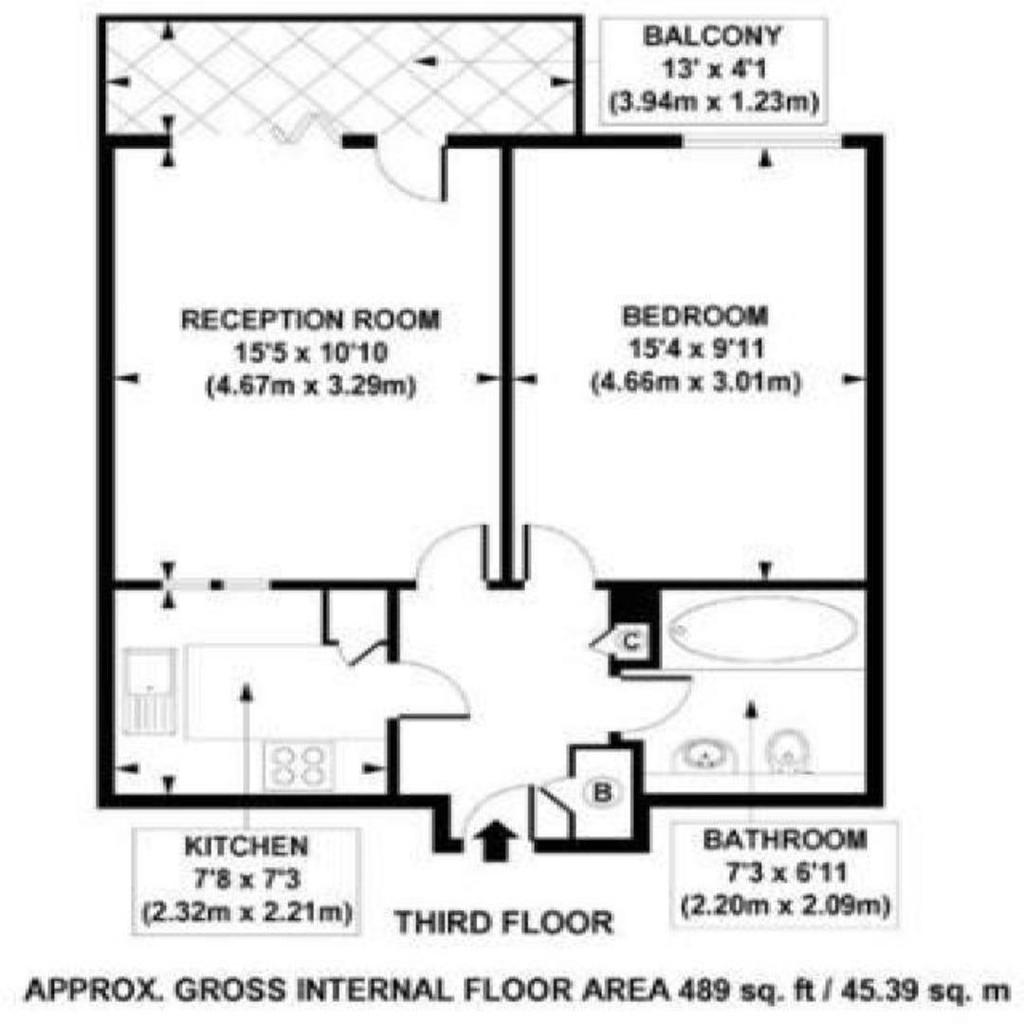 BALCONY
13' x 4'1
(3.94m x 1.23m)
RECEPTION ROOM
15'5 x 10'10
(4.67m x 3.29m)
BEDROOM
15'4 x 9'11
(4.66m x 3.01m)
C
B
KITCHEN
7'8 x 7'3
(2.32m x 2.21m)
BATHROOM
7'3 x 6'11
(2.20m x 2.09m)
THIRD FLOOR
APPROX. GROSS INTERNAL FLOOR AREA 489 sq. ft / 45.39 sq. m